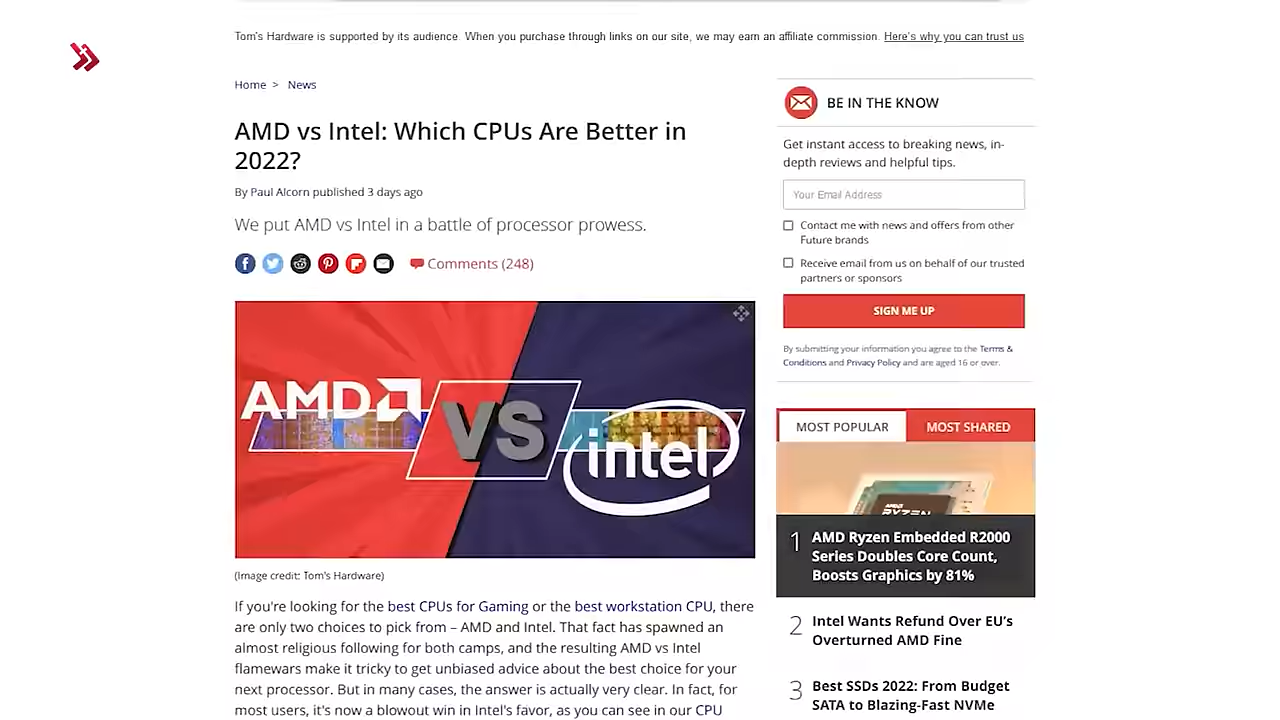 Tom's Hardware is supported by its audience. When you purchase through links on our site, we may earn an affiliate commission. Here's why you can trust us
Home > News
AMD vs Intel: Which CPUs Are Better in
2022?
By Paul Alcorn published 3 days ago
We put AMD vs Intel in a battle of processor prowess.
Comments (248)
AMD
VS
intel
(Image credit: Tom's Hardware)
If you're looking for the best CPUs for Gaming or the best workstation CPU, there
are only two choices to pick from – AMD and Intel. That fact has spawned an
almost religious following for both camps, and the resulting AMD vs Intel
flamewars make it tricky to get unbiased advice about the best choice for your
next processor. But in many cases, the answer is actually very clear. In fact, for
most users, it's now a blowout win in Intel's favor, as you can see in our CPU
BE IN THE KNOW
Get instant access to breaking news, in-
depth reviews and helpful tips.
Your Email Address
Contact me with news and offers from other
Future brands
Receive email from us on behalf of our trusted
partners or sponsors
SIGN ME UP
By submitting your information you agree to the Terms &
Conditions and Privacy Policy and are aged 16 or over.
MOST POPULAR
MOST SHARED
AMD
RYZEN
1 AMD Ryzen Embedded R2000
Series Doubles Core Count,
Boosts Graphics by 81%
2 Intel Wants Refund Over EU's
Overturned AMD Fine
3 Best SSDs 2022: From Budget
SATA to Blazing-Fast NVMe